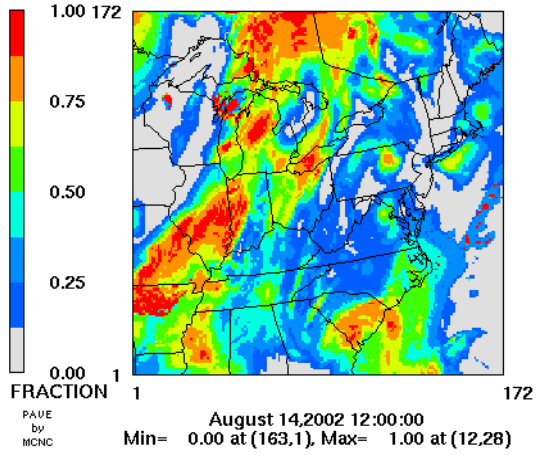 1.00 172
0.75
0.50
0.25
0.00 1
FRACTION 1 172
PAVE
by
MCNC
August 14,2002 12:00:00
Min= 0.00 at (163,1), Max= 1.00 at (12,28)